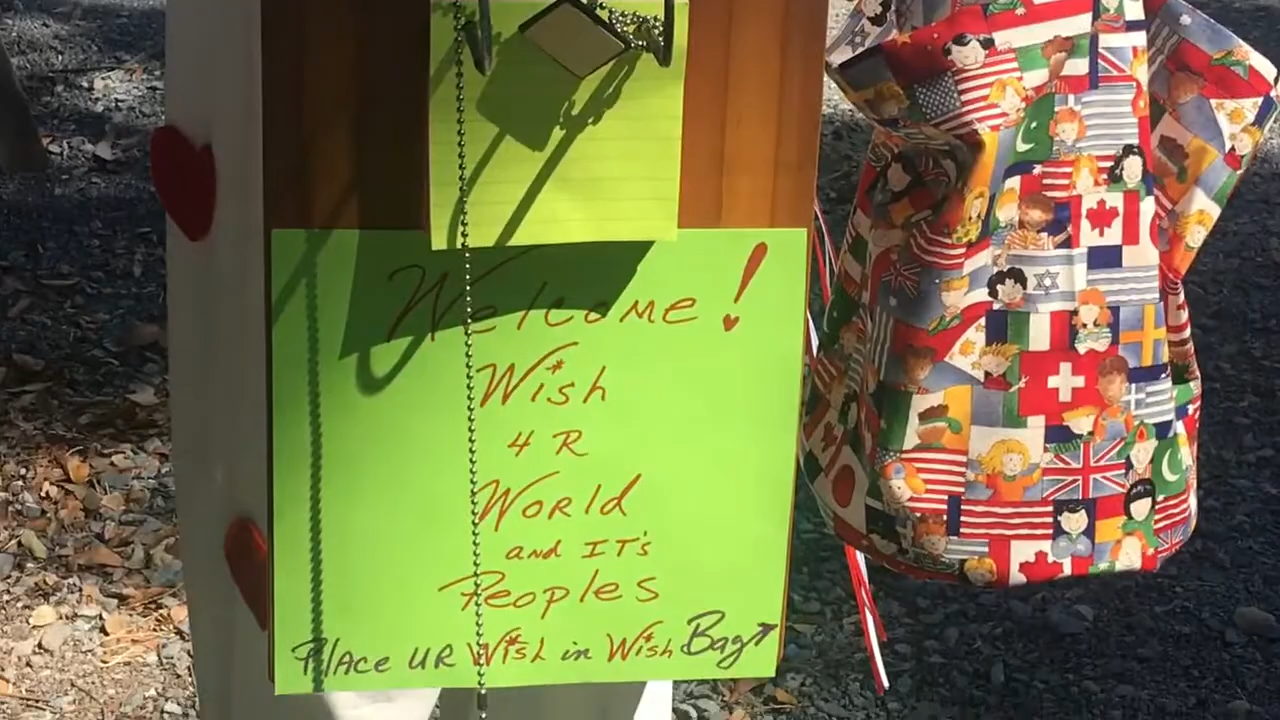 Welcome!
Wish
4 R
World
and IT's
Peoples
Place UR Wish in Wish Bag